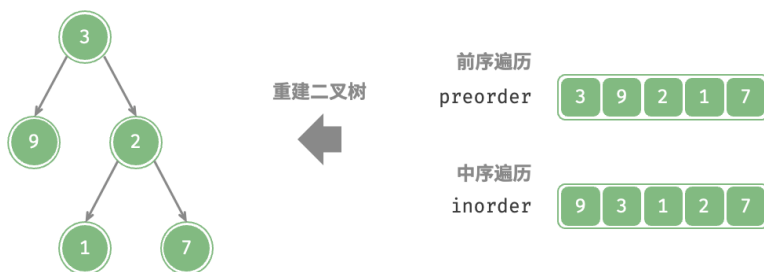 3
9
2
1
7
重建二叉树
前序遍历
preorder 3 9 2 1 7
中序遍历
inorder 9 3 1 2 7